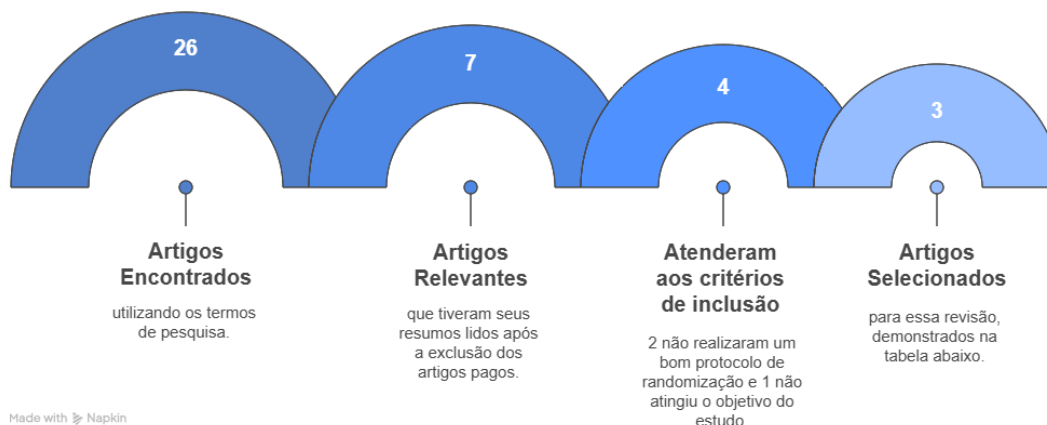 26
7
4
3
Artigos
Encontrados
utilizando os termos
de pesquisa.
Artigos
Relevantes
que tiveram seus
resumos lidos após
a exclusão dos
artigos pagos.
Atenderam
aos critérios
de inclusão
2 não realizaram um
bom protocolo de
randomização e 1 não
atingiu o objetivo do
estudo
Artigos
Selecionados
para essa revisão,
demonstrados na
tabela abaixo.
Made with Napkin